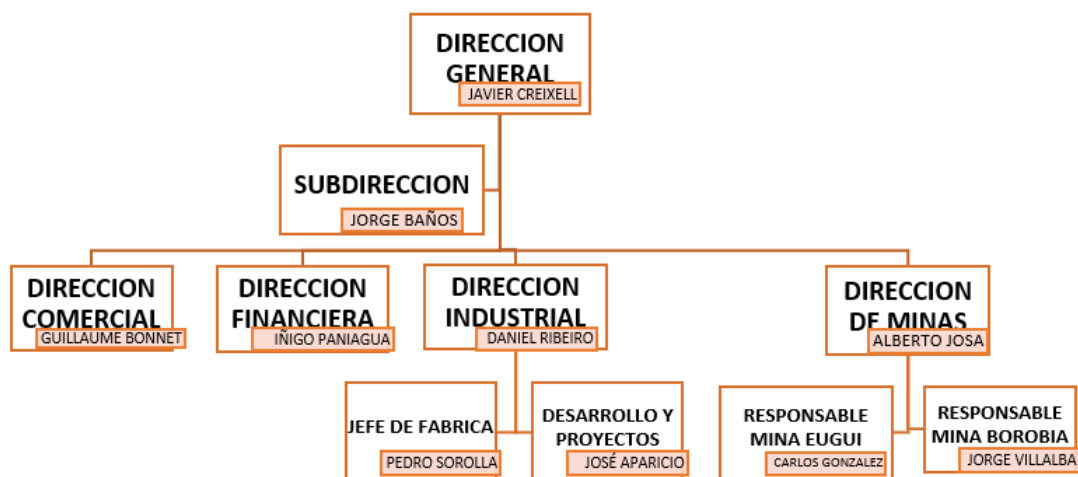 DIRECCION
GENERAL
JAVIER CREIXELL
SUBDIRECCION
JORGE BAÑOS
DIRECCION
COMERCIAL
GUILLAUME BONNET
DIRECCION
FINANCIERA
IÑIGO PANIAGUA
DIRECCION
INDUSTRIAL
DANIEL RIBEIRO
DIRECCION
DE MINAS
ALBERTO JOSA
JEFE DE FABRICA
PEDRO SOROLLA
DESARROLLO Y
PROYECTOS
JOSÉ APARICIO
RESPONSABLE
MINA EUGUI
CARLOS GONZALEZ
RESPONSABLE
MINA BOROBIA
JORGE VILLALBA